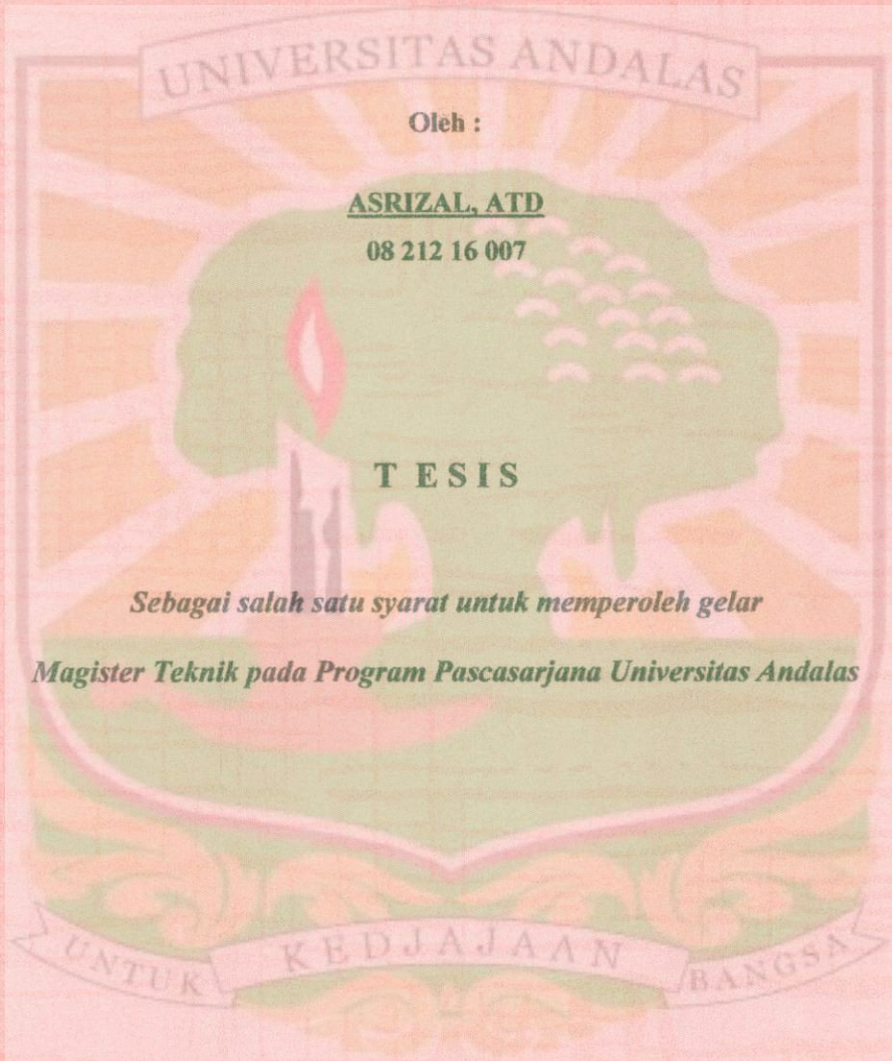 UNIVERSITAS ANDALAS
Oleh :
ASRIZAL, ATD
08 212 16 007
T ESIS
Sebagai salah satu syarat untuk memperoleh gelar
Magister Teknik pada Program Pascasarjana Universitas Andalas
UNTUK KEDJAJAAN BANGSA